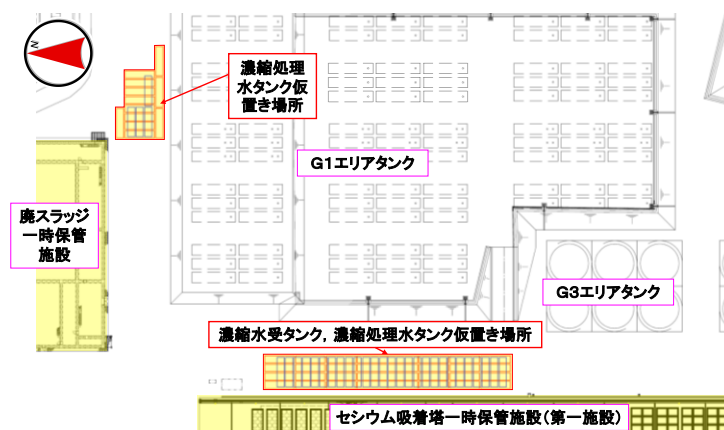 N
濃縮処理
水タンク仮
置き場所
G1エリアタンク
廃スラッジ
一時保管
施設
G3エリアタンク
濃縮水受タンク，濃縮処理水タンク仮置き場所
セシウム吸着塔一時保管施設（第一施設）